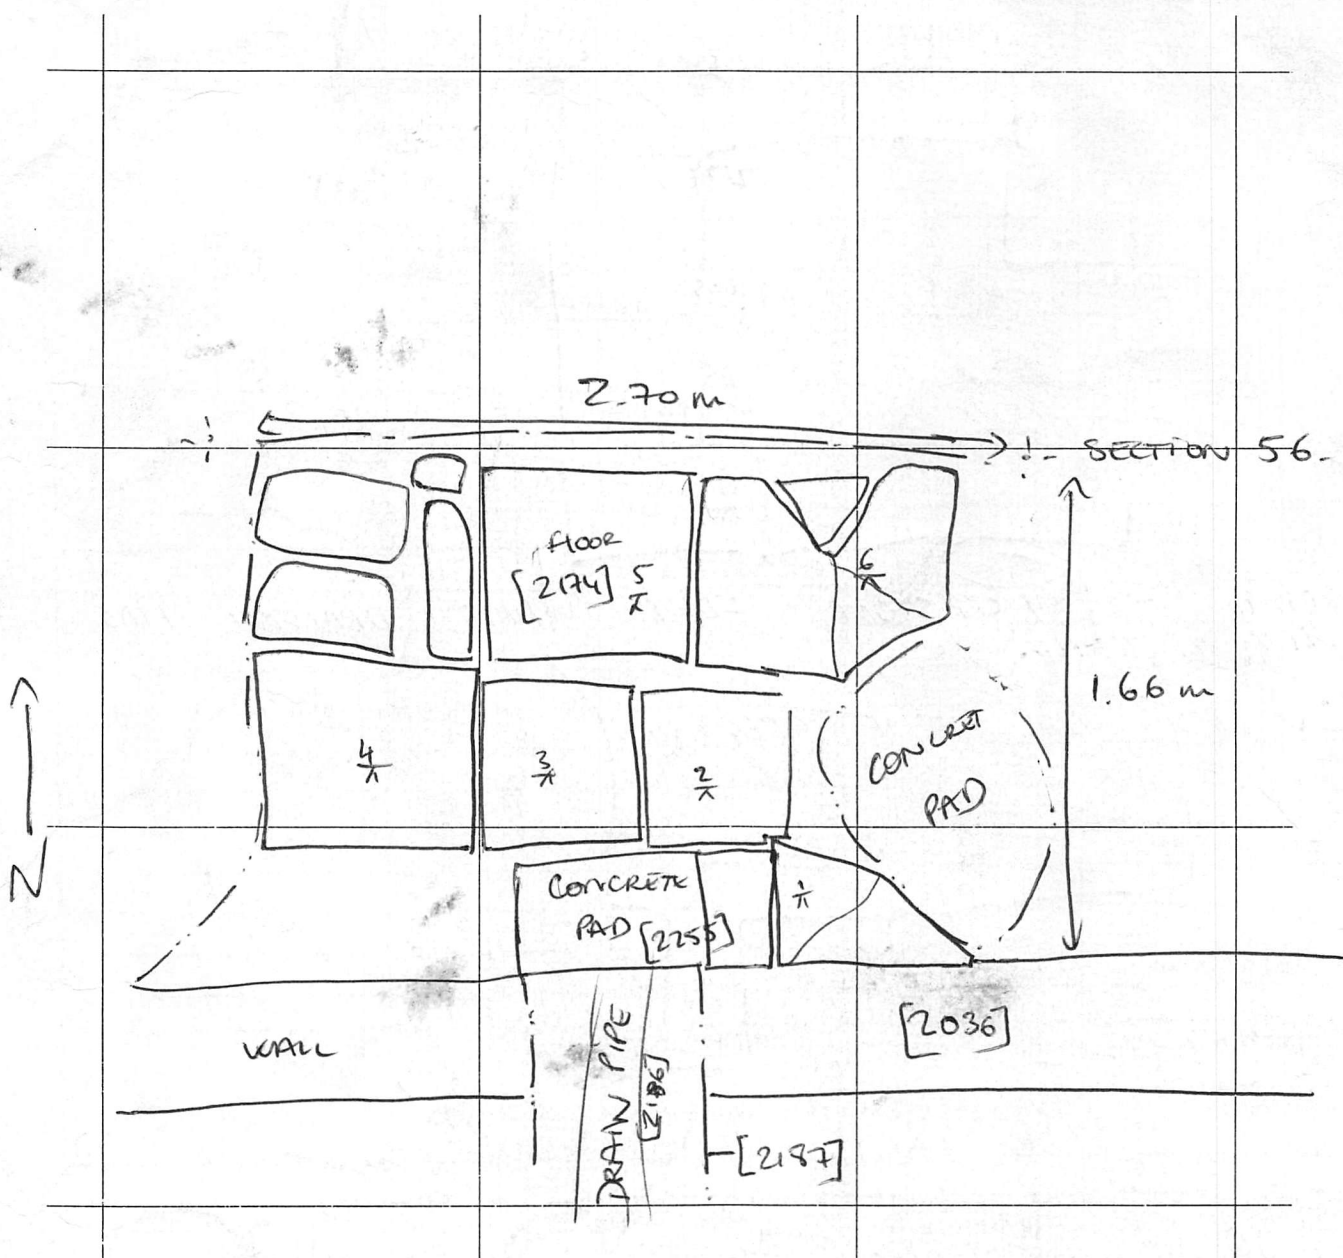 2.70 m
SECTION 56.
FLOOR
[2174] 5
6
1.66 m
4
3
2
CONCRET
PAD
N
CONCRETE
PAD [2255]
1
[2036]
WALL
DRAIN PIPE
[2186]
[2187]